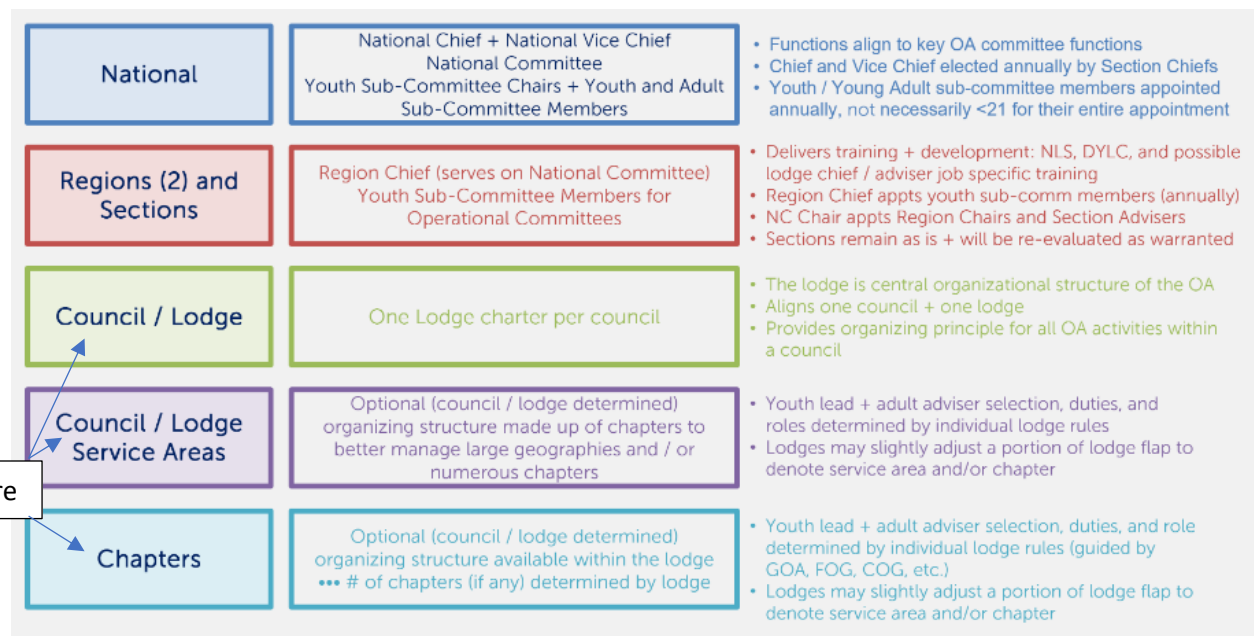 National
National Chief + National Vice Chief
National Committee
Youth Sub-Committee Chairs + Youth and Adult
Sub-Committee Members
• Functions align to key OA committee functions
• Chief and Vice Chief elected annually by Section Chiefs
• Youth / Young Adult sub-committee members appointed
annually, not necessarily <21 for their entire appointment
Regions (2) and
Sections
Region Chief (serves on National Committee)
Youth Sub-Committee Members for
Operational Committees
• Delivers training + development: NLS, DYLC, and possible
lodge chief / adviser job specific training
• Region Chief appts youth sub-comm members (annually)
• NC Chair appts Region Chairs and Section Advisers
• Sections remain as is + will be re-evaluated as warranted
Council / Lodge
One Lodge charter per council
• The lodge is central organizational structure of the OA
• Aligns one council + one lodge
• Provides organizing principle for all OA activities within
a council
Council / Lodge
Service Areas
Optional (council / lodge determined)
organizing structure made up of chapters to
better manage large geographies and / or
numerous chapters
• Youth lead + adult adviser selection, duties, and
roles determined by individual lodge rules
• Lodges may slightly adjust a portion of lodge flap to
denote service area and/or chapter
re
Chapters
Optional (council / lodge determined)
organizing structure available within the lodge
••• # of chapters (if any) determined by lodge
• Youth lead + adult adviser selection, duties, and role
determined by individual lodge rules (guided by
GOA, FOG, COG, etc.)
• Lodges may slightly adjust a portion of lodge flap to
denote service area and/or chapter